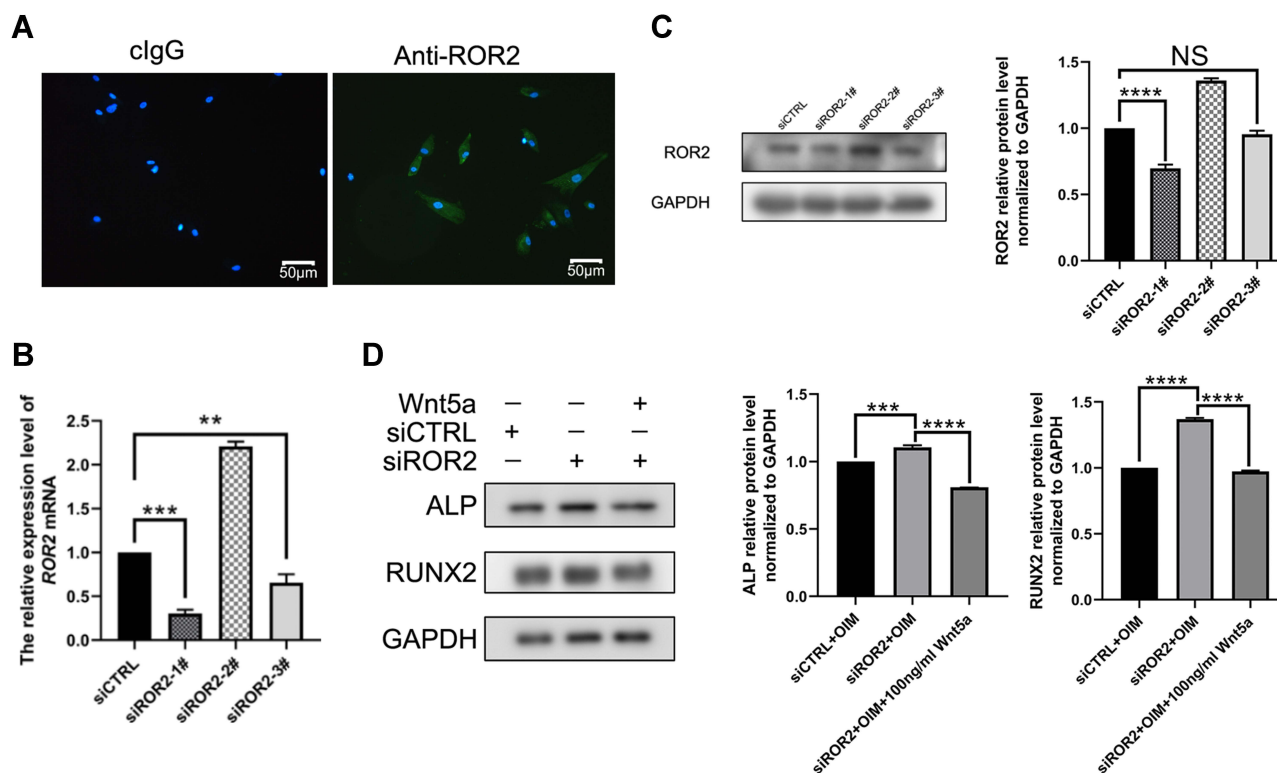 A
cIgG
Anti-ROR2
50μm
50μm
B
The relative expression level of
ROR2 mRNA
2.5
2.0
1.5
1.0
0.5
0.0
**
***
siCTRL
siROR2-1#
siROR2-2#
siROR2-3#
C
siCTRL
siROR2-1#
siROR2-2#
siROR2-3#
ROR2
GAPDH
ROR2 relative protein level
normalized to GAPDH
1.5
1.0
0.5
0.0
NS
****
siCTRL
siROR2-1#
siROR2-2#
siROR2-3#
D
Wnt5a – – +
siCTRL + – –
siROR2 – + +
ALP
RUNX2
GAPDH
ALP relative protein level
normalized to GAPDH
1.5
1.0
0.5
0.0
***
****
siCTRL+OIM
siROR2+OIM
siROR2+OIM+100ng/ml Wnt5a
RUNX2 relative protein level
normalized to GAPDH
1.5
1.0
0.5
0.0
****
****
siCTRL+OIM
siROR2+OIM
siROR2+OIM+100ng/ml Wnt5a